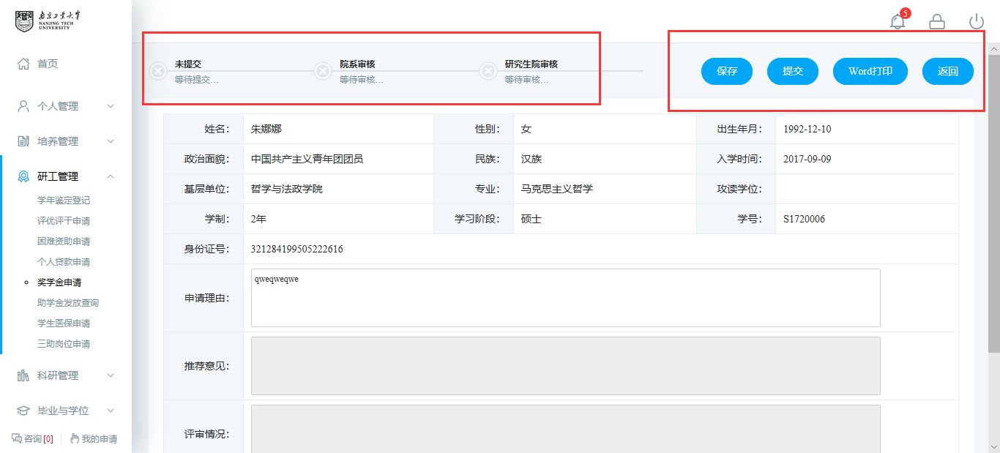 南京工业大学
NANJING TECH
UNIVERSITY
5
首页
个人管理
培养管理
研工管理
学年鉴定登记
评优评干申请
困难资助申请
个人贷款申请
奖学金申请
助学金发放查询
学生医保申请
三助岗位申请
科研管理
毕业与学位
咨询[0] 我的申请
未提交 院系审核 研究生院审核
等待提交... 等待审核... 等待审核...
保存 提交 Word打印 返回
姓名： 朱娜娜 性别： 女 出生年月： 1992-12-10
政治面貌： 中国共产主义青年团团员 民族： 汉族 入学时间： 2017-09-09
基层单位： 哲学与法政学院 专业： 马克思主义哲学 攻读学位：
学制： 2年 学习阶段： 硕士 学号： S1720006
身份证号： 321284199505222616
申请理由： qweqweqwe
推荐意见：
评审情况：